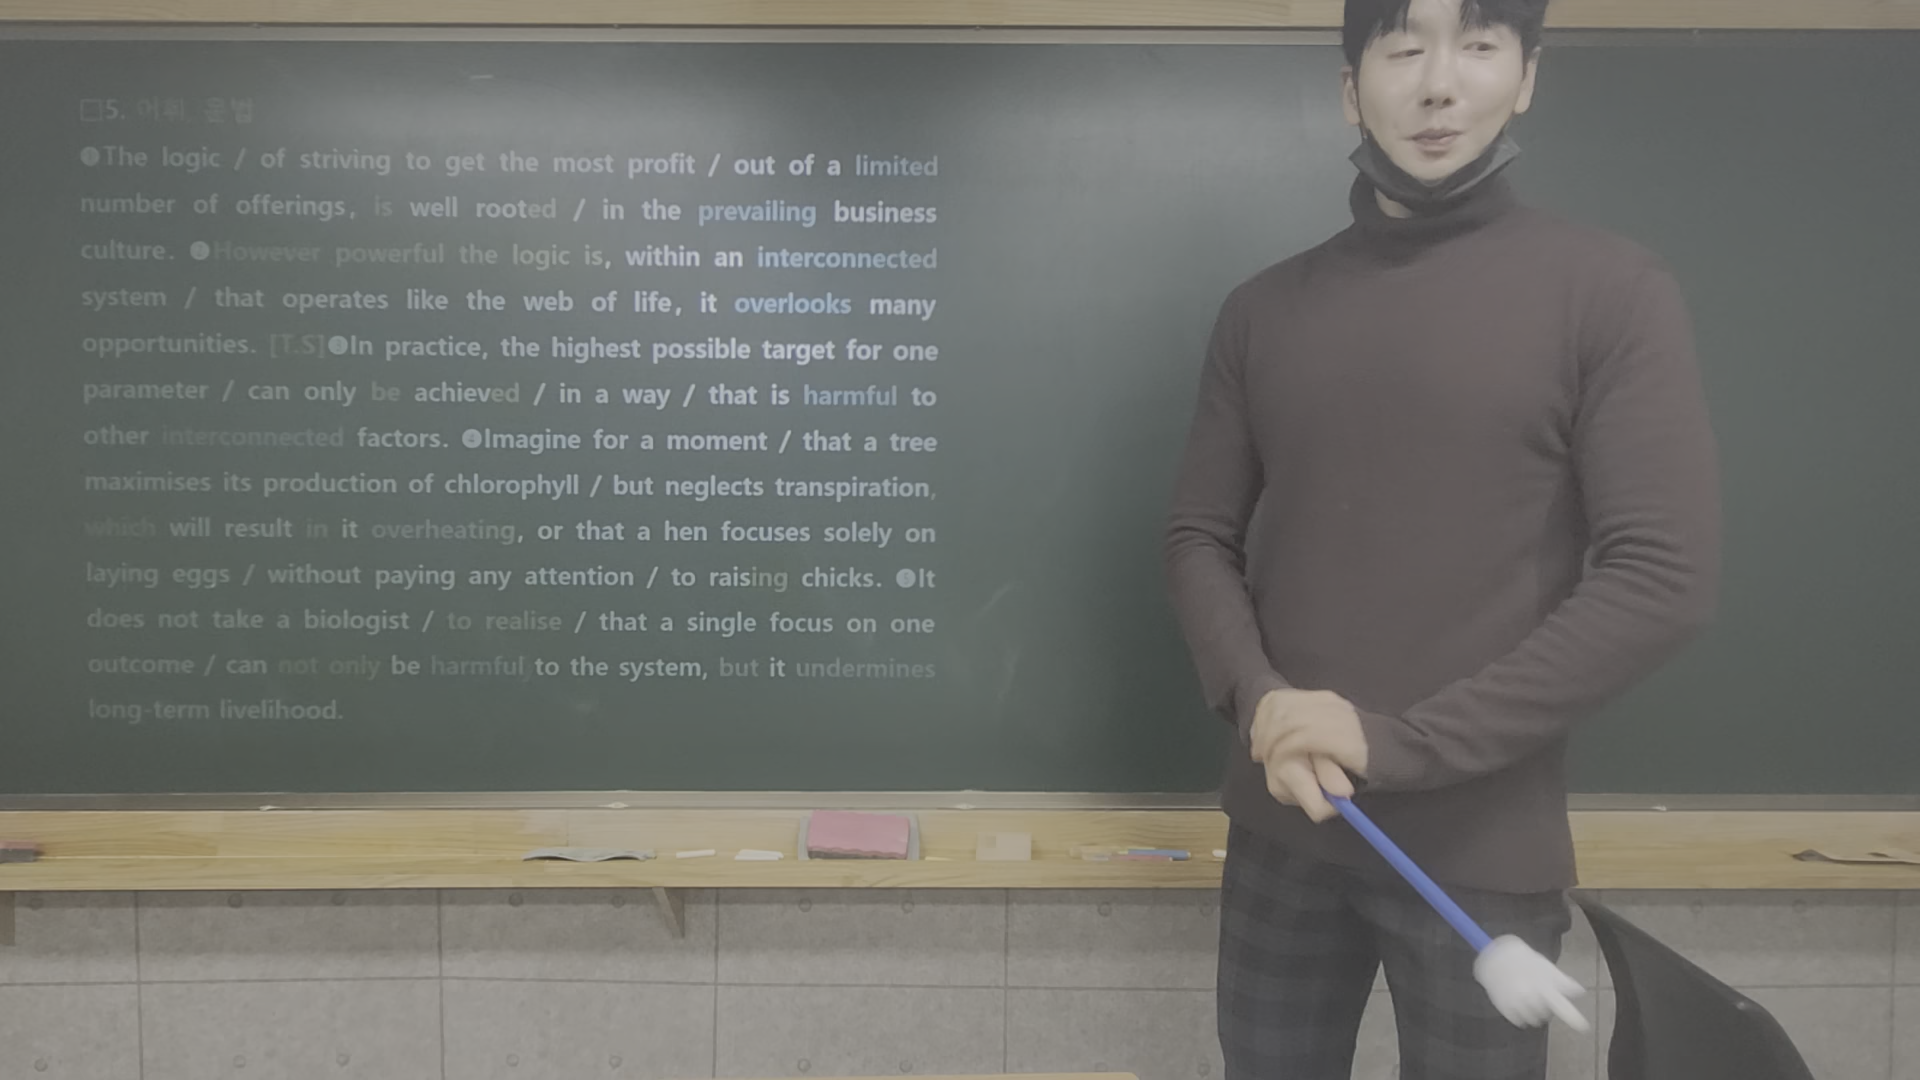 □5. 어휘 문법
❶The logic / of striving to get the most profit / out of a limited
number of offerings, is well rooted / in the prevailing business
culture. ❷However powerful the logic is, within an interconnected
system / that operates like the web of life, it overlooks many
opportunities. [T.S]❸In practice, the highest possible target for one
parameter / can only be achieved / in a way / that is harmful to
other interconnected factors. ❹Imagine for a moment / that a tree
maximises its production of chlorophyll / but neglects transpiration,
which will result in it overheating, or that a hen focuses solely on
laying eggs / without paying any attention / to raising chicks. ❺It
does not take a biologist / to realise / that a single focus on one
outcome / can not only be harmful to the system, but it undermines
long-term livelihood.